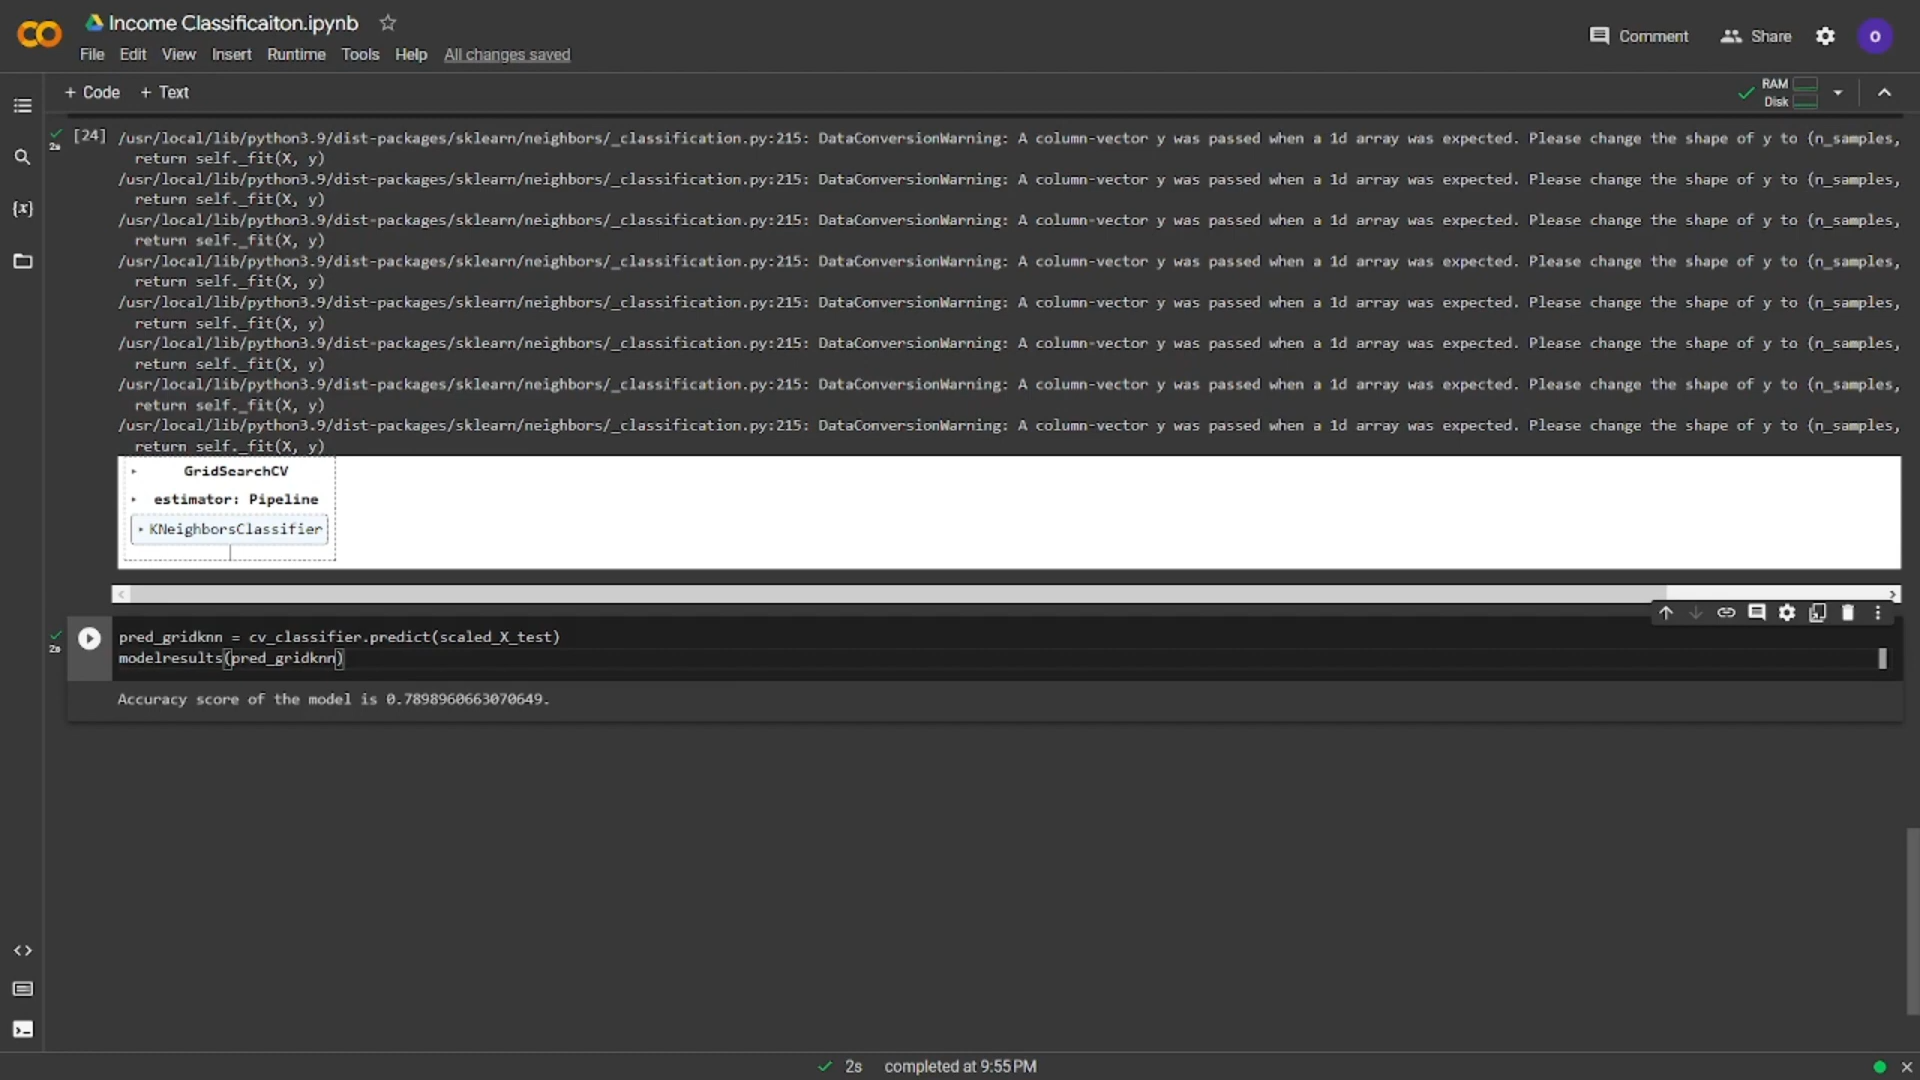 Income Classificaiton.ipynb
File Edit View Insert Runtime Tools Help All changes saved
Comment Share O
+ Code + Text
RAM
Disk
[24] /usr/local/lib/python3.9/dist-packages/sklearn/neighbors/_classification.py:215: DataConversionWarning: A column-vector y was passed when a 1d array was expected. Please change the shape of y to (n_samples,
2s
return self._fit(X, y)
/usr/local/lib/python3.9/dist-packages/sklearn/neighbors/_classification.py:215: DataConversionWarning: A column-vector y was passed when a 1d array was expected. Please change the shape of y to (n_samples,
return self._fit(X, y)
/usr/local/lib/python3.9/dist-packages/sklearn/neighbors/_classification.py:215: DataConversionWarning: A column-vector y was passed when a 1d array was expected. Please change the shape of y to (n_samples,
return self._fit(X, y)
/usr/local/lib/python3.9/dist-packages/sklearn/neighbors/_classification.py:215: DataConversionWarning: A column-vector y was passed when a 1d array was expected. Please change the shape of y to (n_samples,
return self._fit(X, y)
/usr/local/lib/python3.9/dist-packages/sklearn/neighbors/_classification.py:215: DataConversionWarning: A column-vector y was passed when a 1d array was expected. Please change the shape of y to (n_samples,
return self._fit(X, y)
/usr/local/lib/python3.9/dist-packages/sklearn/neighbors/_classification.py:215: DataConversionWarning: A column-vector y was passed when a 1d array was expected. Please change the shape of y to (n_samples,
return self._fit(X, y)
/usr/local/lib/python3.9/dist-packages/sklearn/neighbors/_classification.py:215: DataConversionWarning: A column-vector y was passed when a 1d array was expected. Please change the shape of y to (n_samples,
return self._fit(X, y)
/usr/local/lib/python3.9/dist-packages/sklearn/neighbors/_classification.py:215: DataConversionWarning: A column-vector y was passed when a 1d array was expected. Please change the shape of y to (n_samples,
return self._fit(X, y)
GridSearchCV
estimator: Pipeline
KNeighborsClassifier
pred_gridknn = cv_classifier.predict(scaled_X_test)
2s
modelresults(pred_gridknn)
Accuracy score of the model is 0.7898960663070649.
2s completed at 9:55 PM